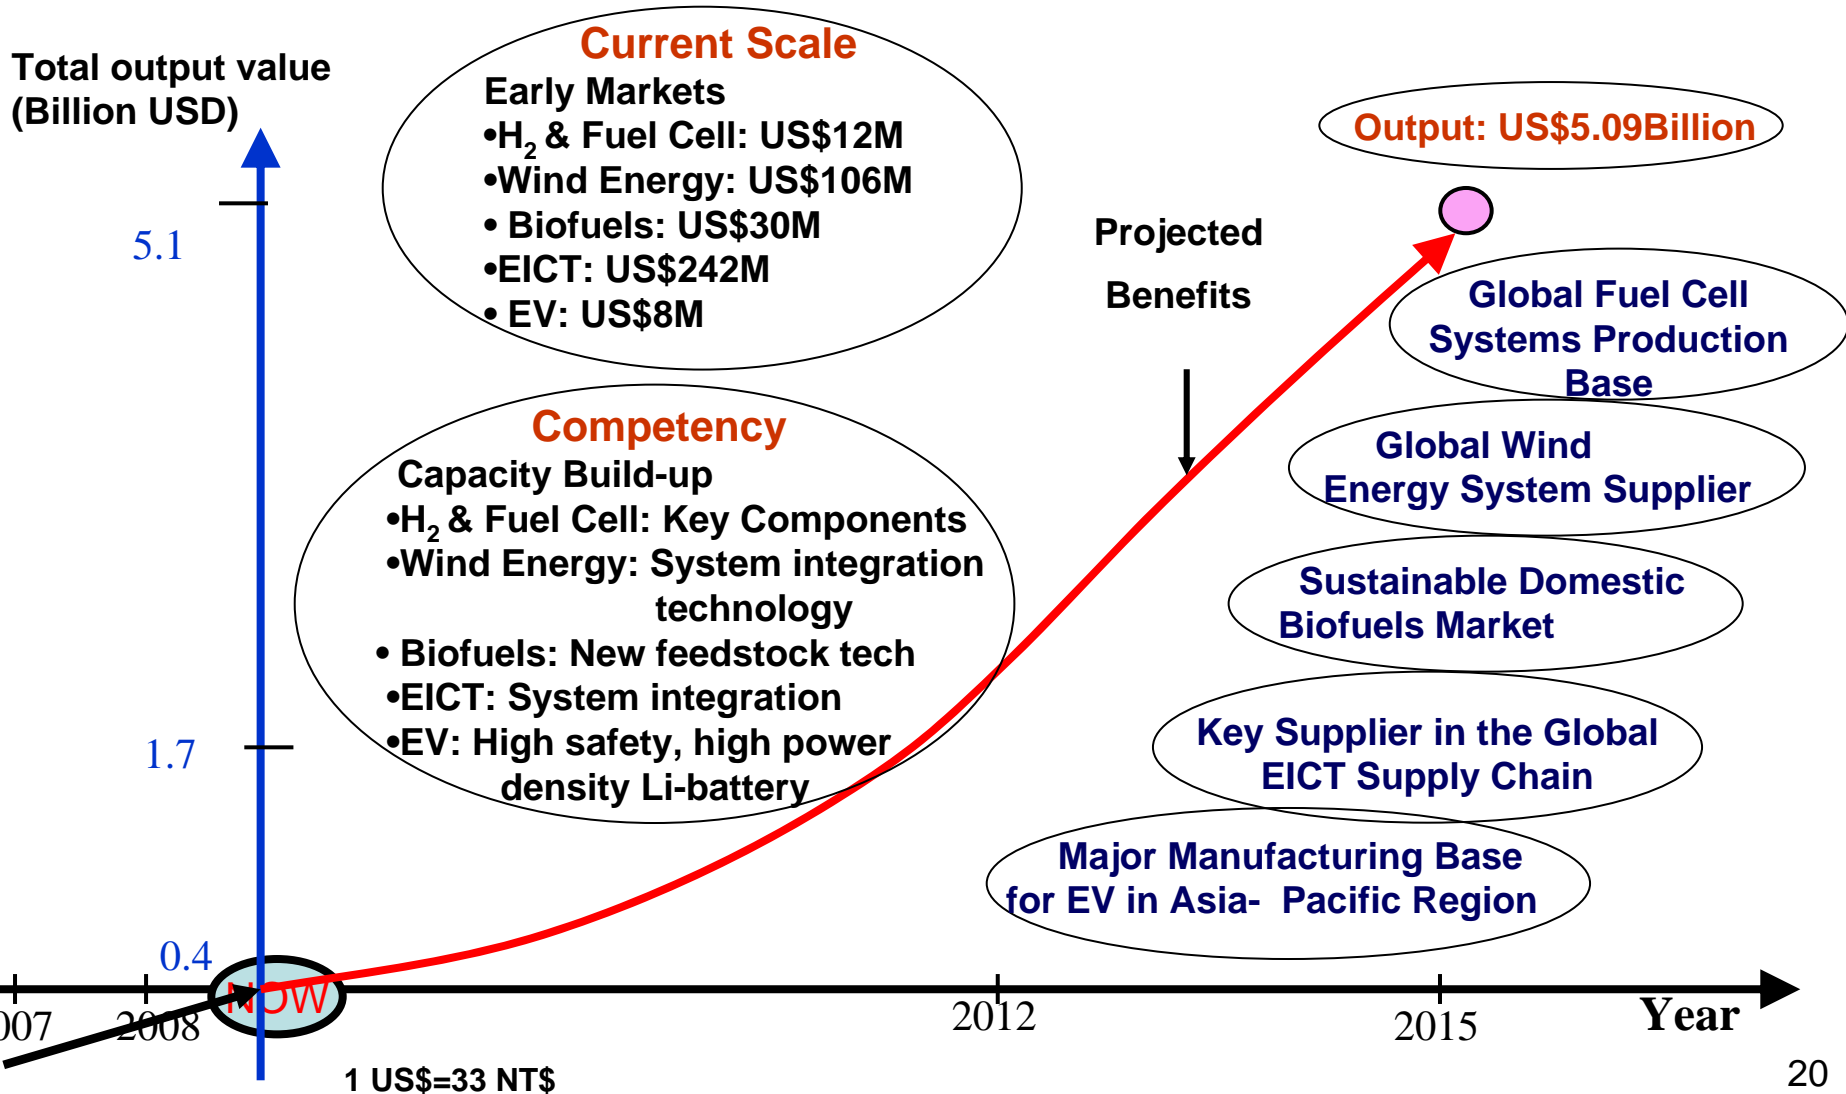 Total output value
(Billion USD)
5.1
1.7
0.4
Current Scale
Early Markets
•H2 & Fuel Cell: US$12M
•Wind Energy: US$106M
• Biofuels: US$30M
•EICT: US$242M
• EV: US$8M
Competency
Capacity Build-up
•H2 & Fuel Cell: Key Components
•Wind Energy: System integration
technology
• Biofuels: New feedstock tech
•EICT: System integration
•EV: High safety, high power
density Li-battery
Projected
Benefits
Output: US$5.09Billion
Global Fuel Cell
Systems Production
Base
Global Wind
Energy System Supplier
Sustainable Domestic
Biofuels Market
Key Supplier in the Global
EICT Supply Chain
Major Manufacturing Base
for EV in Asia- Pacific Region
NOW
007
2008
2012
2015
Year
1 US$=33 NT$
20